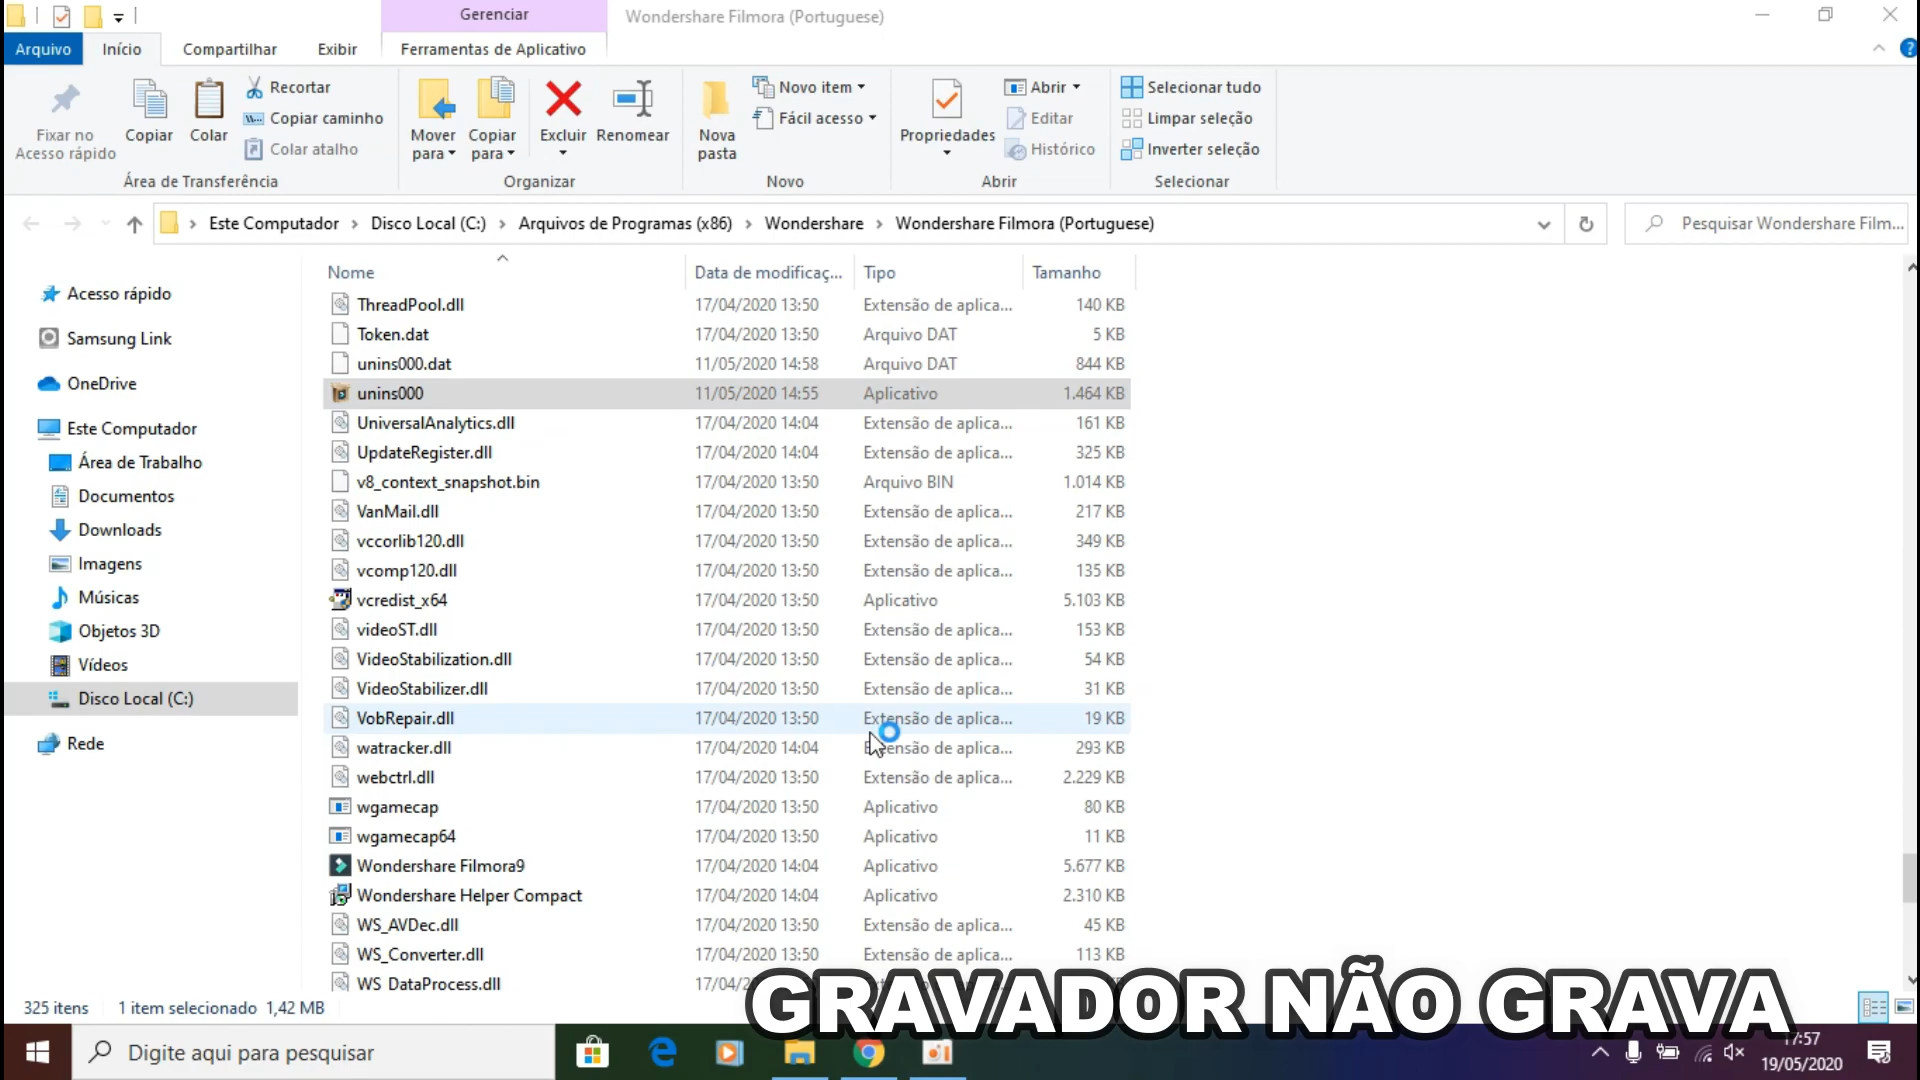 Gerenciar
Wondershare Filmora (Portuguese)
Arquivo
Início
Compartilhar
Exibir
Ferramentas de Aplicativo
?
Fixar no
Acesso rápido
Copiar
Colar
Recortar
Copiar caminho
Colar atalho
Área de Transferência
Mover
para
Copiar
para
Excluir
Renomear
Organizar
Nova
pasta
Novo item
Fácil acesso
Novo
Propriedades
Abrir
Editar
Histórico
Abrir
Selecionar tudo
Limpar seleção
Inverter seleção
Selecionar
Este Computador
Disco Local (C:)
Arquivos de Programas (x86)
Wondershare
Wondershare Filmora (Portuguese)
Pesquisar Wondershare Film...
Acesso rápido
Samsung Link
OneDrive
Este Computador
Área de Trabalho
Documentos
Downloads
Imagens
Músicas
Objetos 3D
Vídeos
Disco Local (C:)
Rede
Nome Data de modificaç... Tipo Tamanho
ThreadPool.dll 17/04/2020 13:50 Extensão de aplica... 140 KB
Token.dat 17/04/2020 13:50 Arquivo DAT 5 KB
unins000.dat 11/05/2020 14:58 Arquivo DAT 844 KB
unins000 11/05/2020 14:55 Aplicativo 1.464 KB
UniversalAnalytics.dll 17/04/2020 14:04 Extensão de aplica... 161 KB
UpdateRegister.dll 17/04/2020 14:04 Extensão de aplica... 325 KB
v8_context_snapshot.bin 17/04/2020 13:50 Arquivo BIN 1.014 KB
VanMail.dll 17/04/2020 13:50 Extensão de aplica... 217 KB
vccorlib120.dll 17/04/2020 13:50 Extensão de aplica... 349 KB
vcomp120.dll 17/04/2020 13:50 Extensão de aplica... 135 KB
vcredist_x64 17/04/2020 13:50 Aplicativo 5.103 KB
videoST.dll 17/04/2020 13:50 Extensão de aplica... 153 KB
VideoStabilization.dll 17/04/2020 13:50 Extensão de aplica... 54 KB
VideoStabilizer.dll 17/04/2020 13:50 Extensão de aplica... 31 KB
VobRepair.dll 17/04/2020 13:50 Extensão de aplica... 19 KB
watracker.dll 17/04/2020 14:04 Extensão de aplica... 293 KB
webctrl.dll 17/04/2020 13:50 Extensão de aplica... 2.229 KB
wgamecap 17/04/2020 13:50 Aplicativo 80 KB
wgamecap64 17/04/2020 13:50 Aplicativo 11 KB
Wondershare Filmora9 17/04/2020 14:04 Aplicativo 5.677 KB
Wondershare Helper Compact 17/04/2020 14:04 Aplicativo 2.310 KB
WS_AVDec.dll 17/04/2020 13:50 Extensão de aplica... 45 KB
WS_Converter.dll 17/04/2020 13:50 Extensão de aplica... 113 KB
WS_DataProcess.dll 17/04/2
325 itens 1 item selecionado 1,42 MB
GRAVADOR NÃO GRAVA
Digite aqui para pesquisar
17:57
19/05/2020